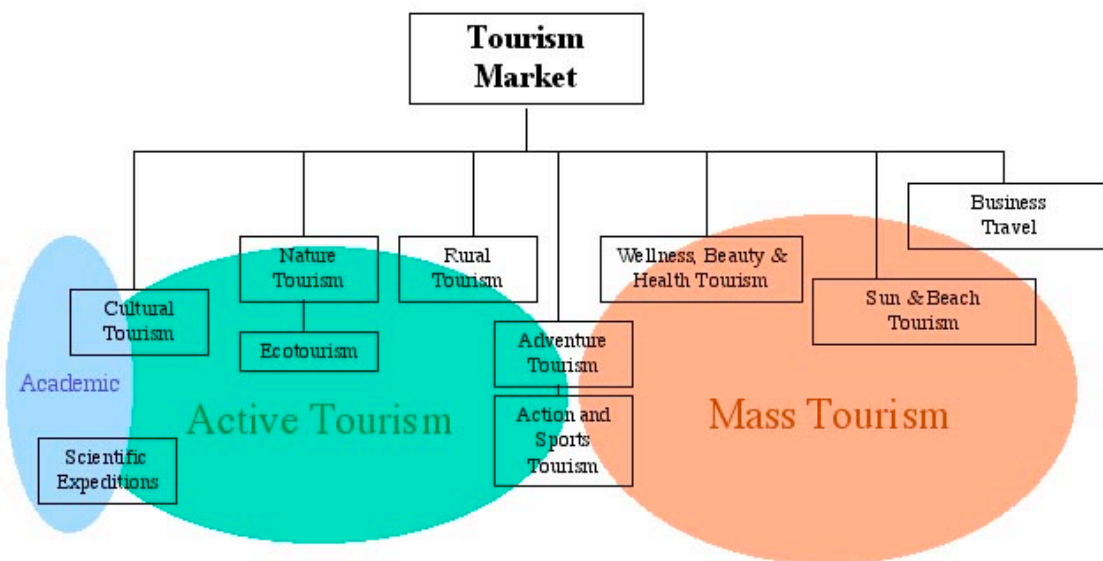 Tourism
Market
Business
Travel
Nature
Tourism
Rural
Tourism
Wellness, Beauty &
Health Tourism
Sun & Beach
Tourism
Cultural
Tourism
Ecotourism
Adventure
Tourism
Academic
Active Tourism
Action and
Sports
Tourism
Mass Tourism
Scientific
Expeditions